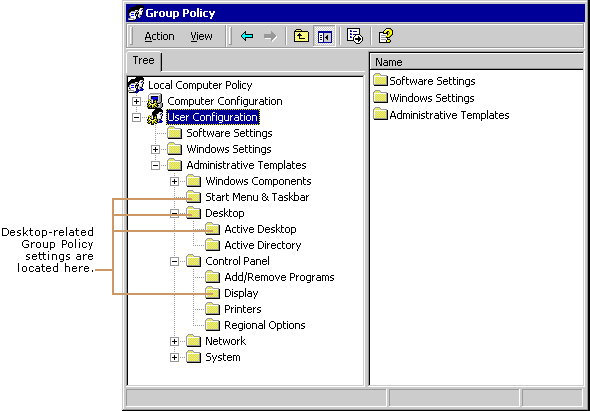 Group Policy
Action View
Tree
Name
Local Computer Policy
Computer Configuration
User Configuration
Software Settings
Windows Settings
Administrative Templates
Windows Components
Start Menu & Taskbar
Desktop
Active Desktop
Active Directory
Control Panel
Add/Remove Programs
Display
Printers
Regional Options
Network
System
Software Settings
Windows Settings
Administrative Templates
Desktop-related
Group Policy
settings are
located here.